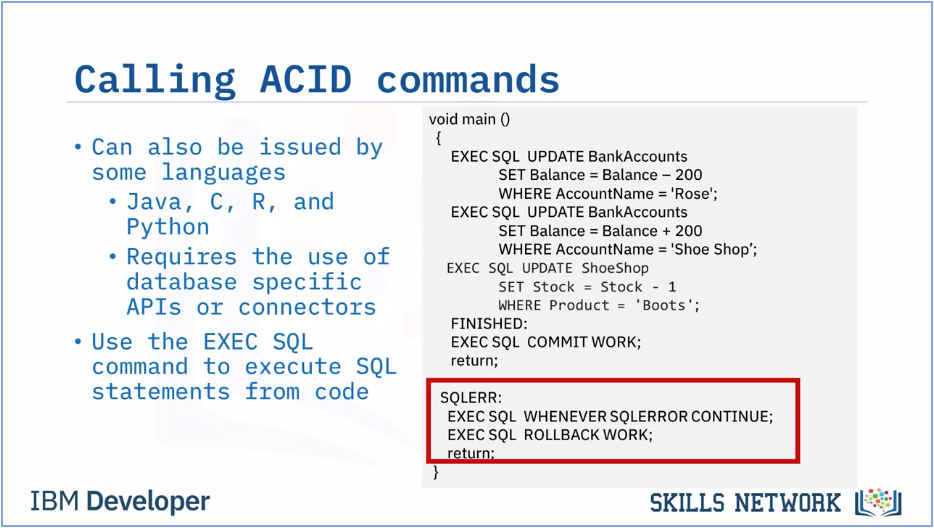 Calling ACID commands
• Can also be issued by
some languages
• Java, C, R, and
Python
• Requires the use of
database specific
APIs or connectors
• Use the EXEC SQL
command to execute SQL
statements from code
void main ()
{
EXEC SQL UPDATE BankAccounts
SET Balance = Balance – 200
WHERE AccountName = 'Rose';
EXEC SQL UPDATE BankAccounts
SET Balance = Balance + 200
WHERE AccountName = 'Shoe Shop’;
EXEC SQL UPDATE ShoeShop
SET Stock = Stock - 1
WHERE Product = 'Boots';
FINISHED:
EXEC SQL COMMIT WORK;
return;
SQLERR:
EXEC SQL WHENEVER SQLERROR CONTINUE;
EXEC SQL ROLLBACK WORK;
return;
}
IBM Developer
SKILLS NETWORK